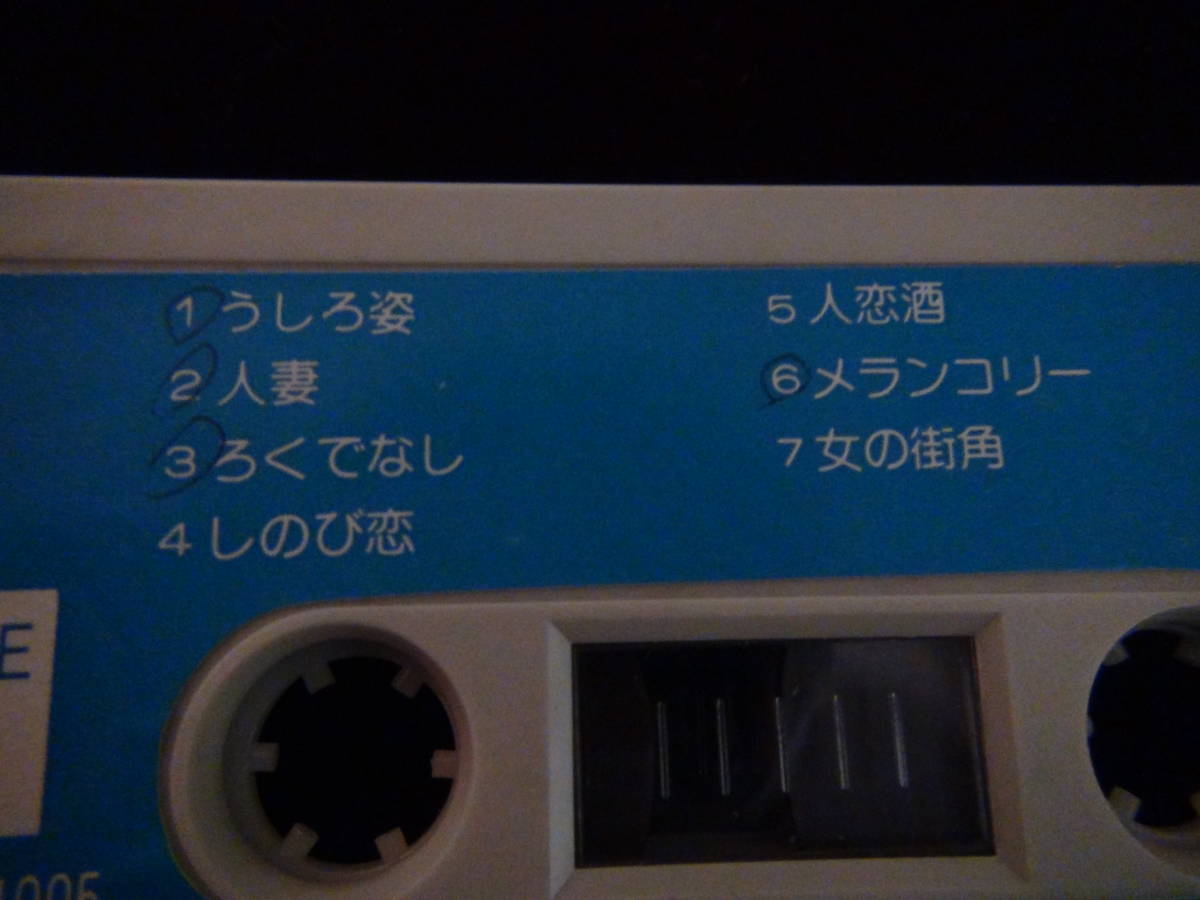 1 うしろ姿
2 人妻
3 ろくでなし
4 しのび恋
5 人恋酒
6 メランコリー
7 女の街角
E